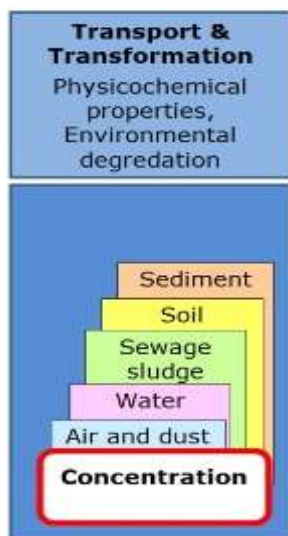 Transport &
Transformation
Physicochemical
properties,
Environmental
degredation
Sediment
Soil
Sewage
sludge
Water
Air and dust
Concentration